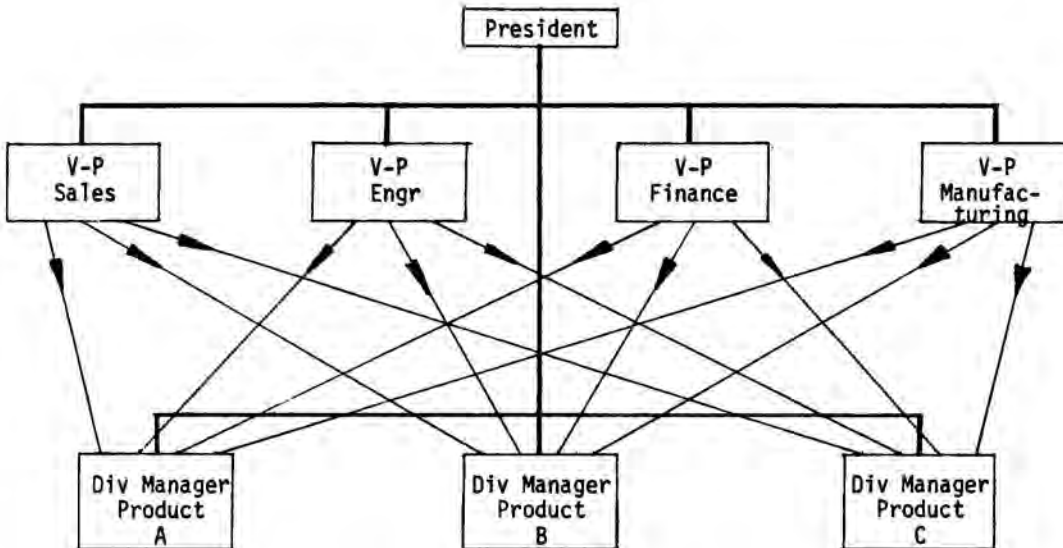 President
V-P
Sales
V-P
Engr
V-P
Finance
V-P
Manufac-
turing
Div Manager
Product
A
Div Manager
Product
B
Div Manager
Product
C